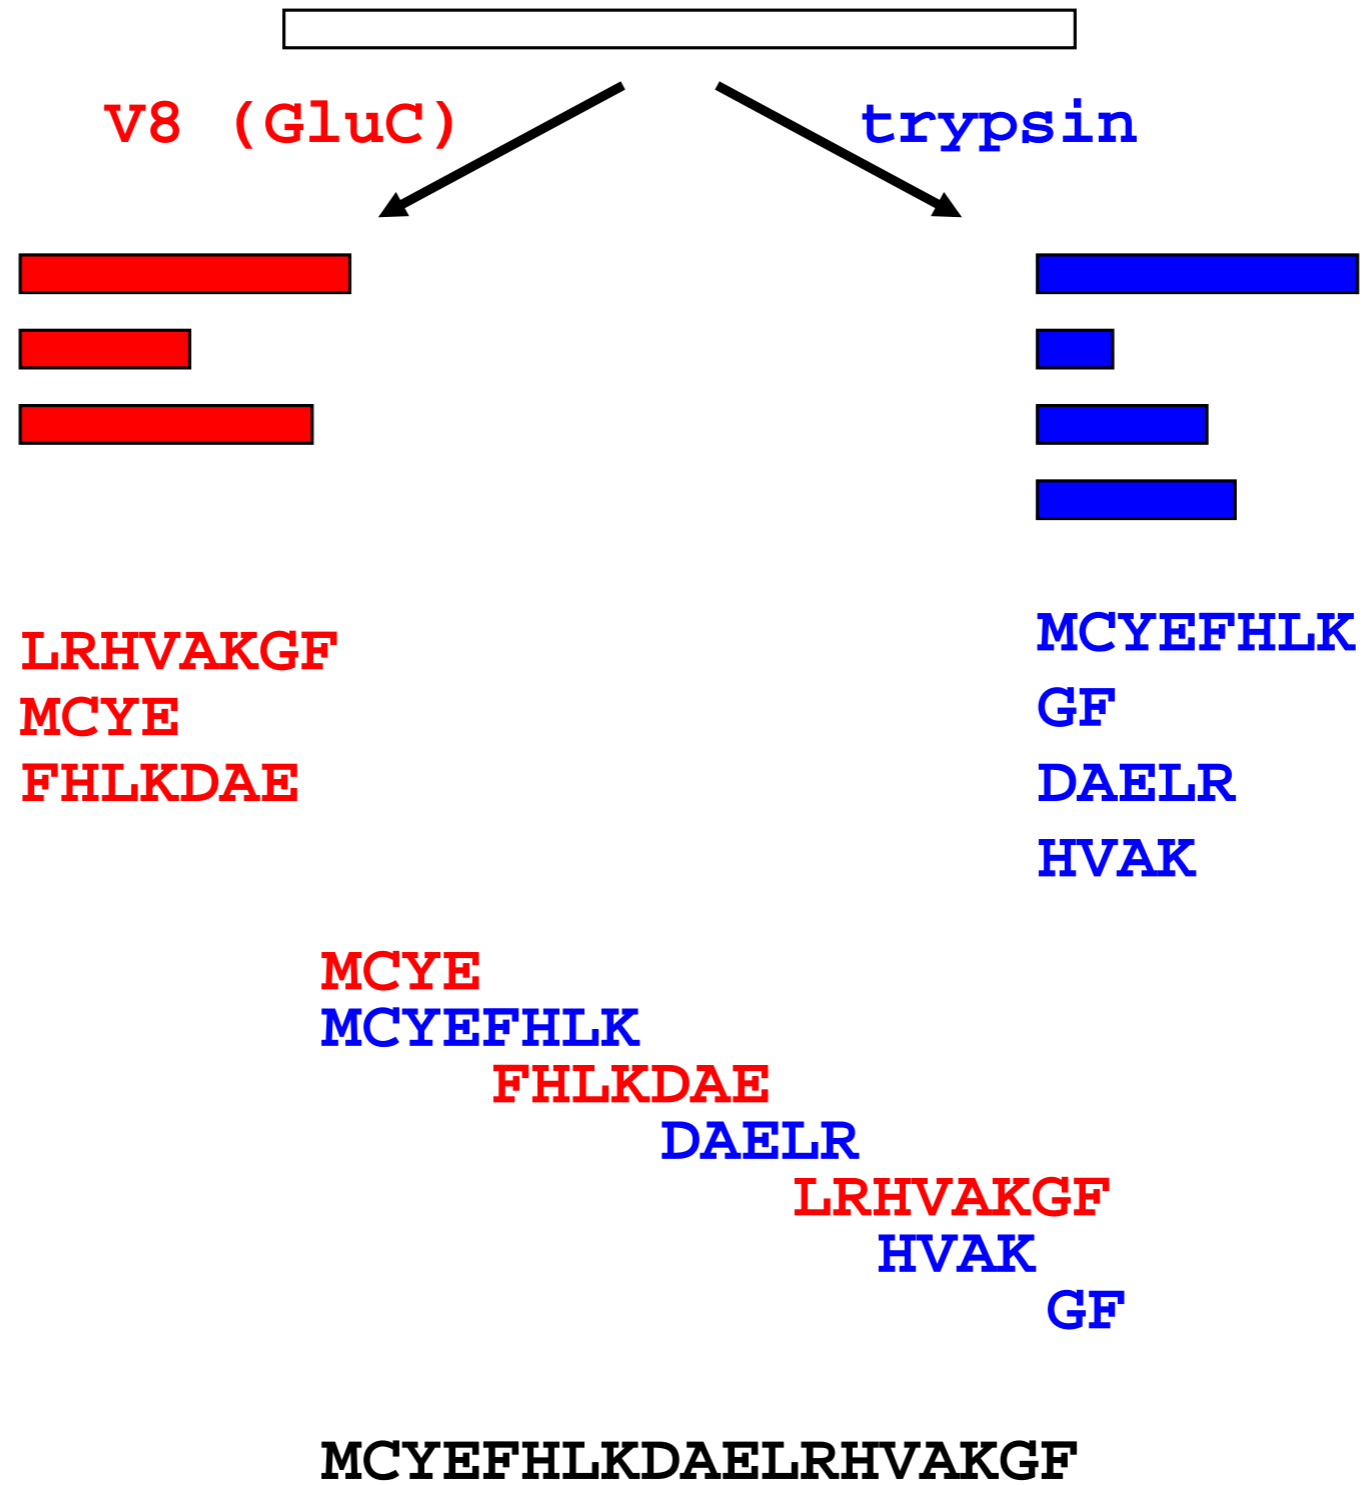 V8 (GluC)
trypsin
LRHVAKGF
MCYE
FHLKDAE
MCYEFHLK
GF
DAELR
HVAK
MCYE
MCYEFHLK
FHLKDAE
DAELR
LRHVAKGF
HVAK
GF
MCYEFHLKDAELRHVAKGF